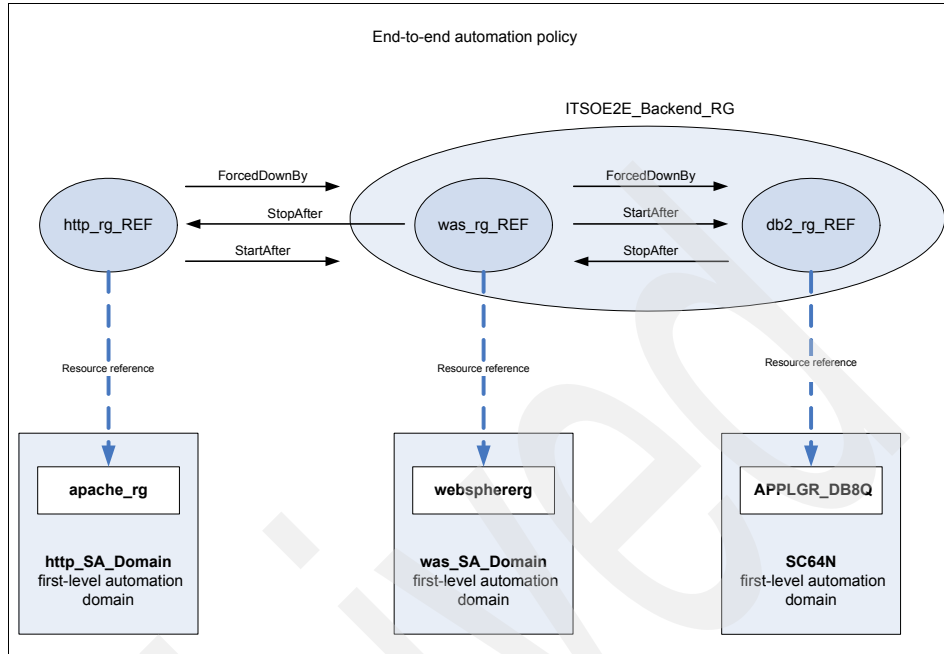 End-to-end automation policy
ITSOE2E_Backend_RG
ForcedDownBy
ForcedDownBy
http_rg_REF
StopAfter
was_rg_REF
StartAfter
db2_rg_REF
StartAfter
StopAfter
Resource reference
Resource reference
Resource reference
apache_rg
webspherergrg
APPLGR_DB8Q
http_SA_Domain
first-level automation
domain
was_SA_Domain
first-level automation
domain
SC64N
first-level automation
domain